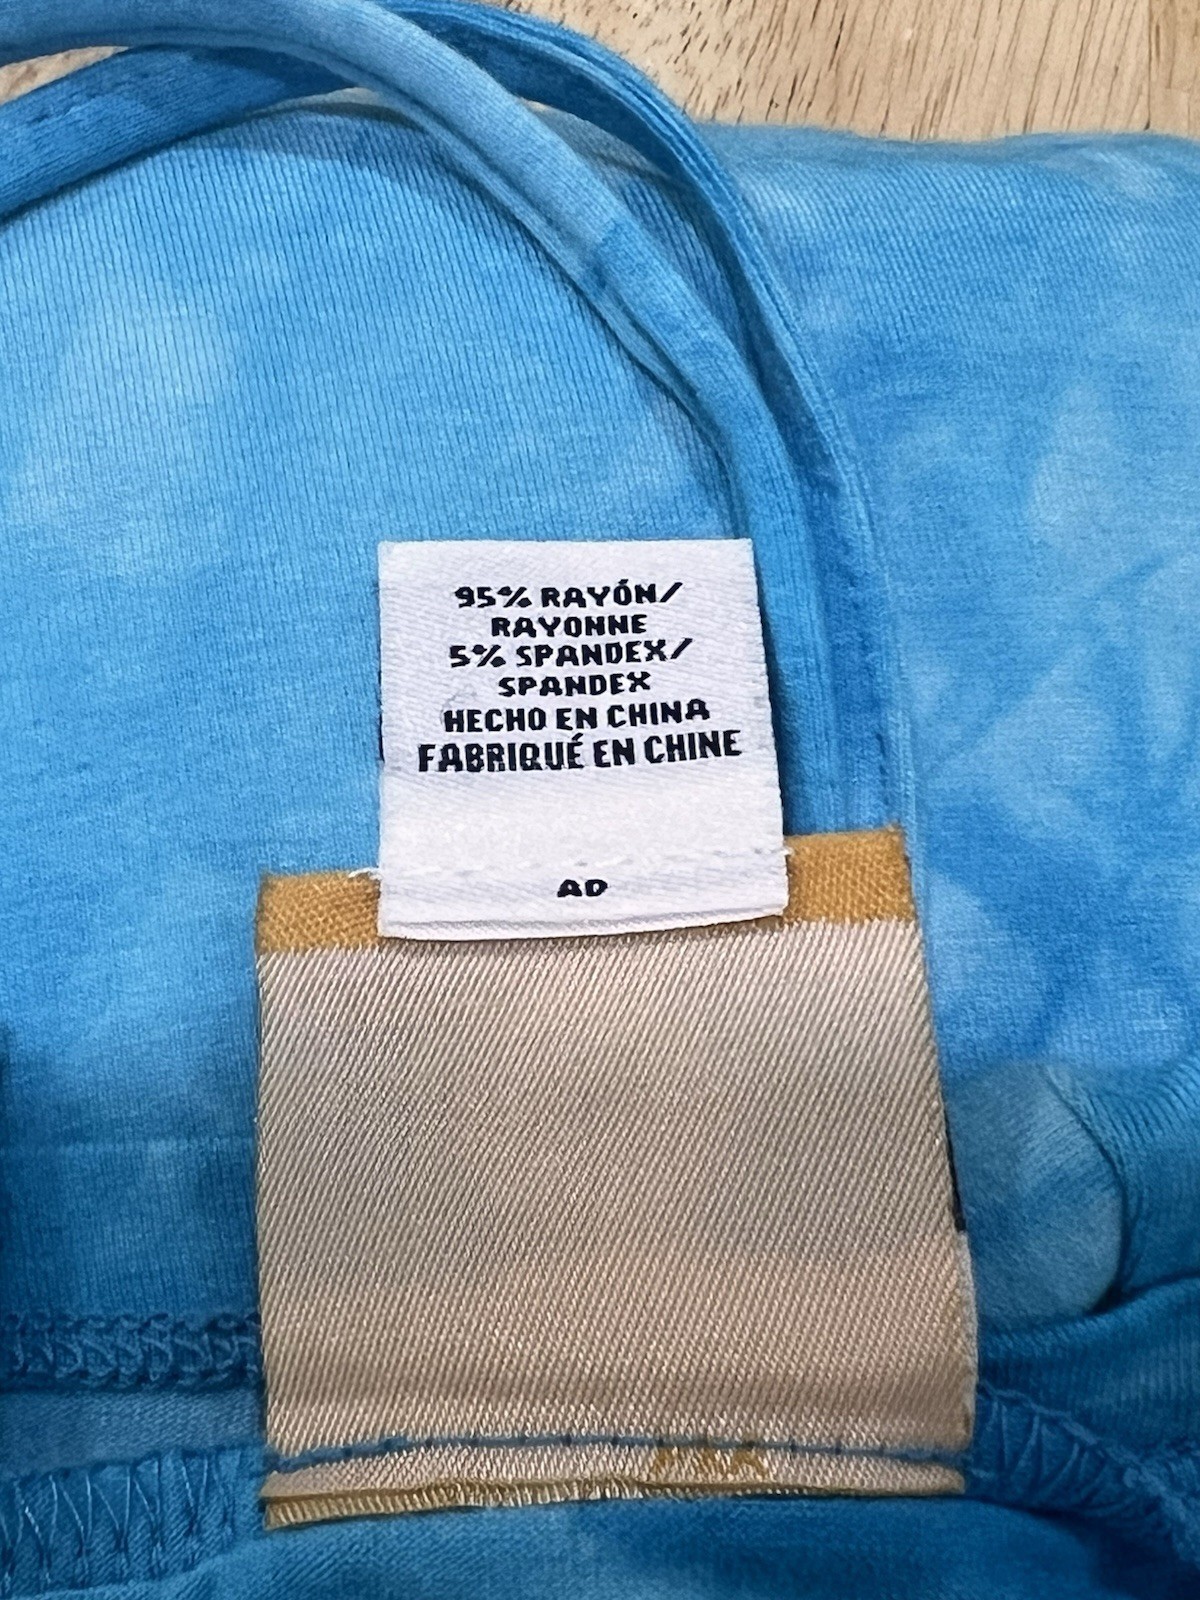 95% RAYÓN/
RAYONNE
5% SPANDEX/
SPANDEX
HECHO EN CHINA
FABRIQUÉ EN CHINE
AD